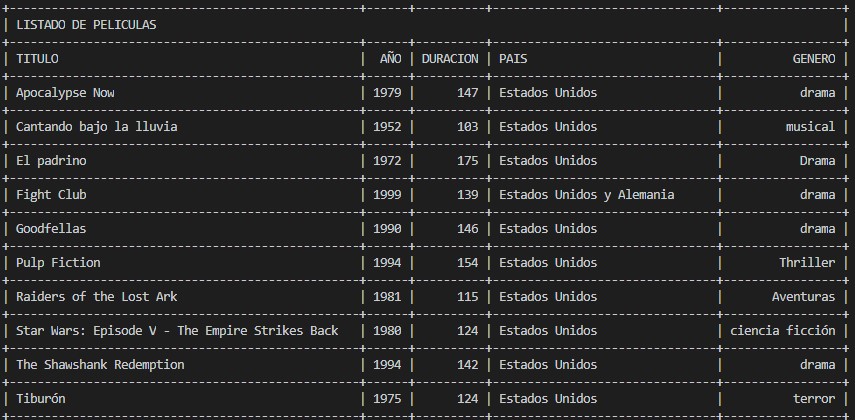 LISTADO DE PELICULAS
TITULO | AÑO | DURACION | PAIS | GENERO
Apocalypse Now | 1979 | 147 | Estados Unidos | drama
Cantando bajo la lluvia | 1952 | 103 | Estados Unidos | musical
El padrino | 1972 | 175 | Estados Unidos | Drama
Fight Club | 1999 | 139 | Estados Unidos y Alemania | drama
Goodfellas | 1990 | 146 | Estados Unidos | drama
Pulp Fiction | 1994 | 154 | Estados Unidos | Thriller
Raiders of the Lost Ark | 1981 | 115 | Estados Unidos | Aventuras
Star Wars: Episode V - The Empire Strikes Back | 1980 | 124 | Estados Unidos | ciencia ficción
The Shawshank Redemption | 1994 | 142 | Estados Unidos | drama
Tiburón | 1975 | 124 | Estados Unidos | terror